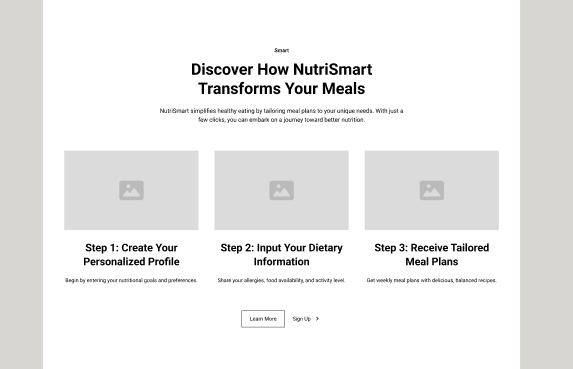 Smart
Discover How NutriSmart
Transforms Your Meals
NutriSmart simplifies healthy eating by tailoring meal plans to your unique needs. With just a
few clicks, you can embark on a journey toward better nutrition.
Step 1: Create Your
Personalized Profile
Begin by entering your nutritional goals and preferences.
Step 2: Input Your Dietary
Information
Share your allergies, food availability, and activity level.
Step 3: Receive Tailored
Meal Plans
Get weekly meal plans with delicious, balanced recipes.
Learn More
Sign Up